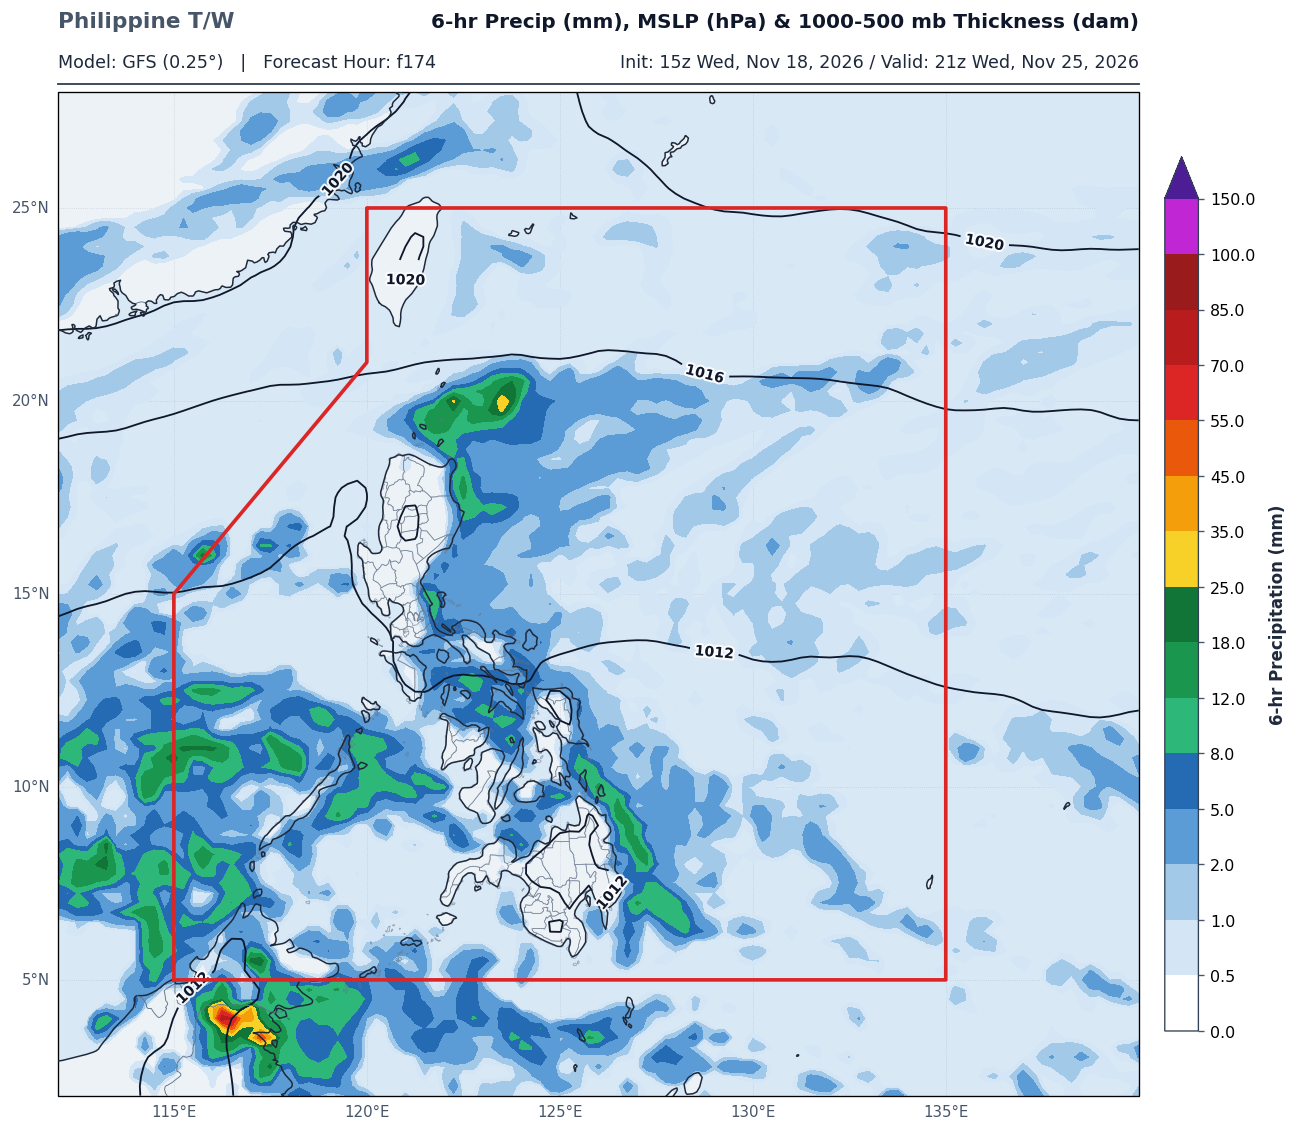 Philippine T/W
6-hr Precip (mm), MSLP (hPa) & 1000-500 mb Thickness (dam)
Model: GFS (0.25°) | Forecast Hour: f174
Init: 15z Wed, Nov 18, 2026 / Valid: 21z Wed, Nov 25, 2026
1020
25°N
1020
1020
1016
20°N
15°N
1012
10°N
1012
5°N
1012
115°E
120°E
125°E
130°E
135°E
150.0
100.0
85.0
70.0
55.0
45.0
35.0
25.0
18.0
12.0
8.0
5.0
2.0
1.0
0.5
0.0
6-hr Precipitation (mm)